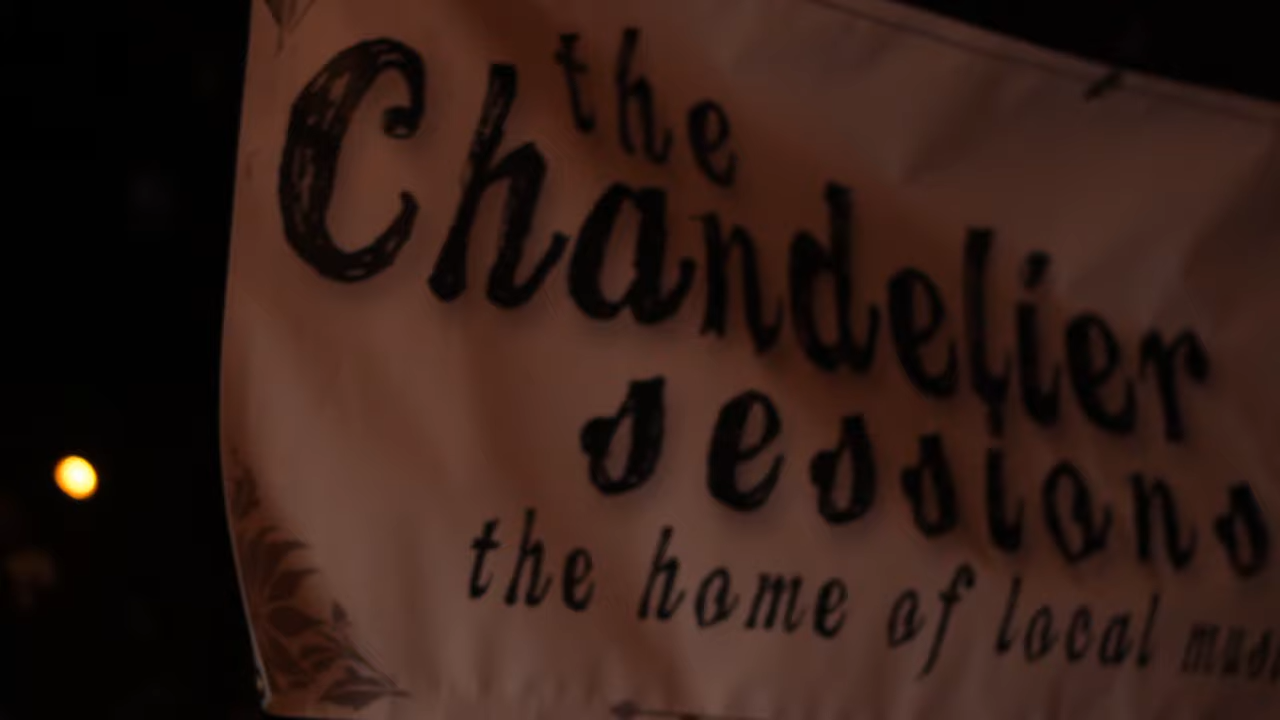 the
Chandelier
sessions
the home of local